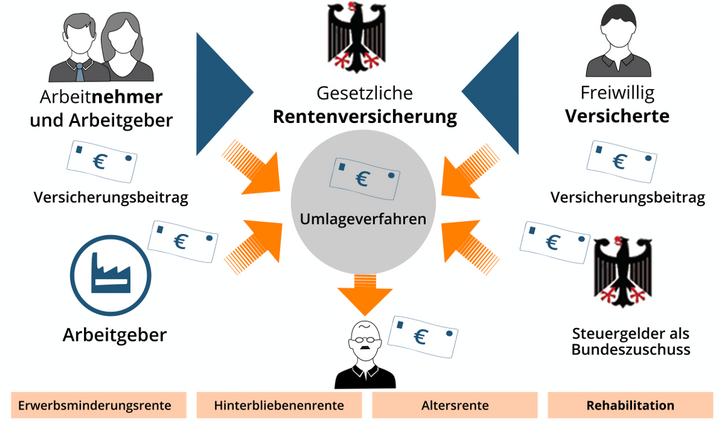 Arbeitnehmer
und Arbeitgeber
Gesetzliche
Rentenversicherung
Freiwillig
Versicherte
€
Versicherungsbeitrag
€
Umlageverfahren
€
Versicherungsbeitrag
€
Arbeitgeber
€
Steuergelder als
Bundeszuschuss
€
Erwerbsminderungsrente
Hinterbliebenenrente
Altersrente
Rehabilitation